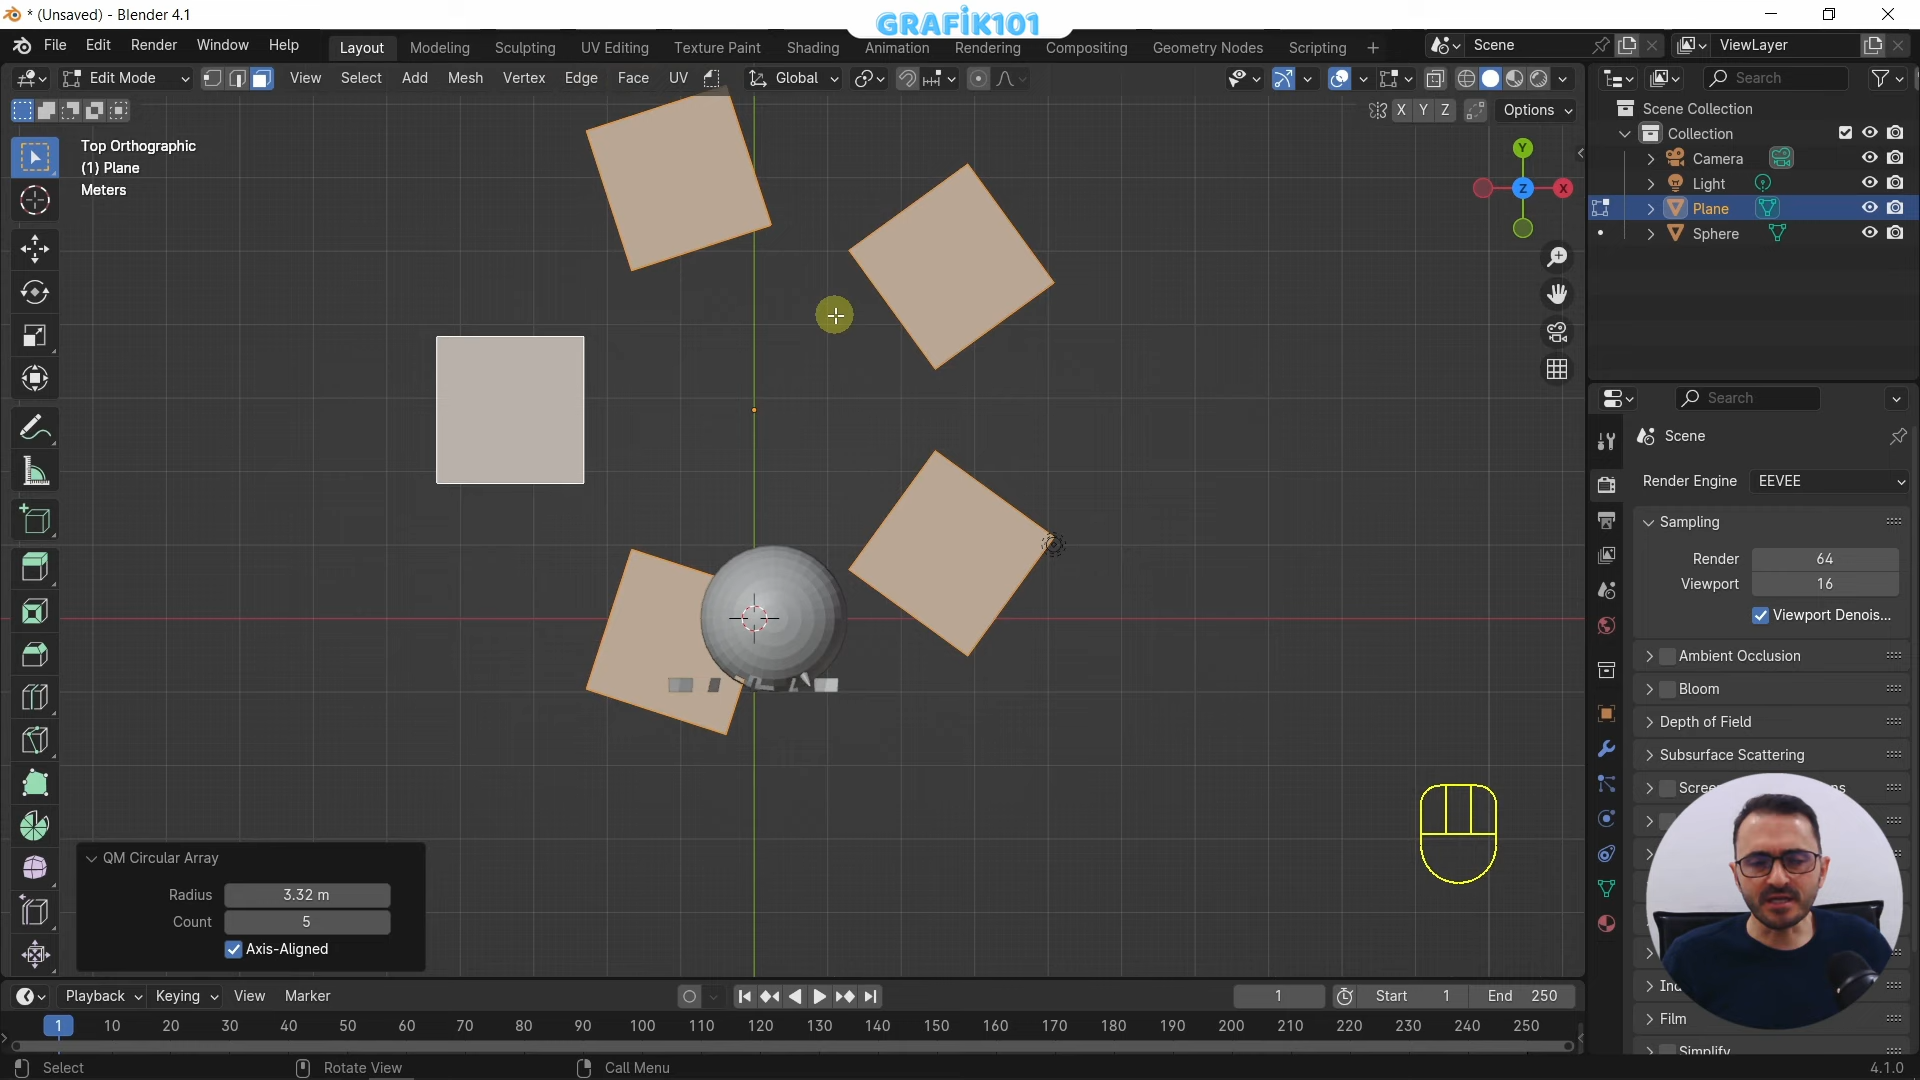 * (Unsaved) - Blender 4.1
GRAFİK101
File Edit Render Window Help
Layout Modeling Sculpting UV Editing Texture Paint Shading Animation Rendering Compositing Geometry Nodes Scripting
Scene
ViewLayer
Edit Mode View Select Add Mesh Vertex Edge Face UV Global
Search
X Y Z Options
Top Orthographic
(1) Plane
Meters
Y
Z X
Scene Collection
Collection
Camera
Light
Plane
Sphere
Search
Scene
Render Engine EEVEE
Sampling
Render 64
Viewport 16
Viewport Denois...
Ambient Occlusion
Bloom
Depth of Field
Subsurface Scattering
Film
Simplify
QM Circular Array
Radius 3.32 m
Count 5
Axis-Aligned
Playback Keying View Marker
1 Start 1 End 250
1 10 20 30 40 50 60 70 80 90 100 110 120 130 140 150 160 170 180 190 200 210 220 230 240 250
Select Rotate View Call Menu 4.1.0